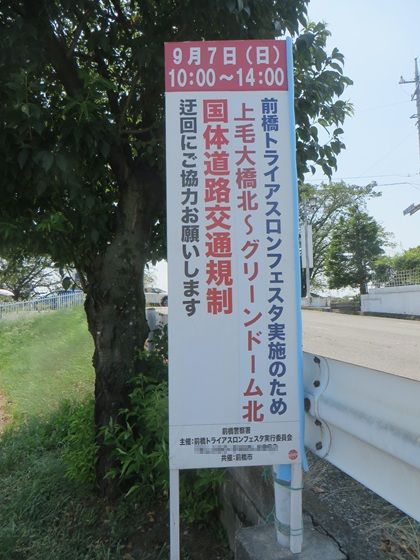 9月7日（日）
10:00〜14:00
前橋トライアスロンフェスタ実施のため
上毛大橋北〜グリーンドーム北
国体道路交通規制
迂回にご協力お願いします
前橋警察署
主催:前橋トライアスロンフェスタ実行委員会
共催:前橋市